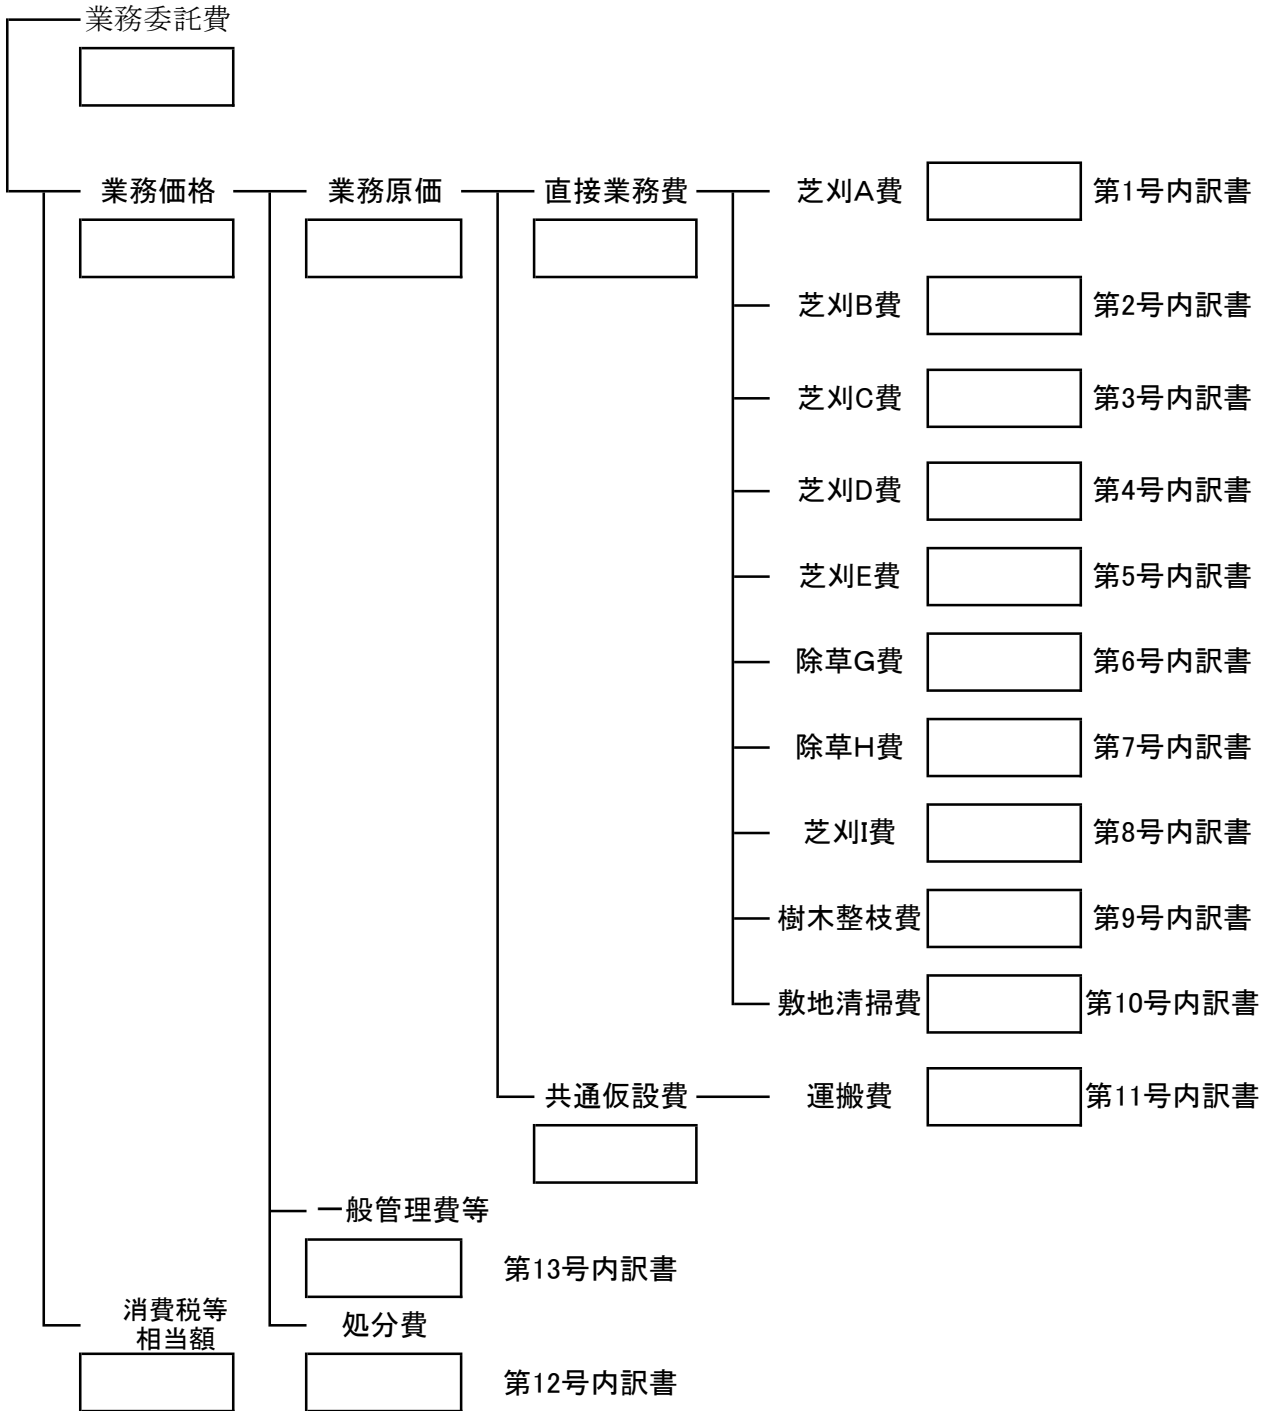 業務委託費
業務価格 業務原価 直接業務費 芝刈A費 第1号内訳書
芝刈B費 第2号内訳書
芝刈C費 第3号内訳書
芝刈D費 第4号内訳書
芝刈E費 第5号内訳書
除草G費 第6号内訳書
除草H費 第7号内訳書
芝刈I費 第8号内訳書
樹木整枝費 第9号内訳書
敷地清掃費 第10号内訳書
共通仮設費 運搬費 第11号内訳書
一般管理費等
第13号内訳書
消費税等
相当額
処分費
第12号内訳書